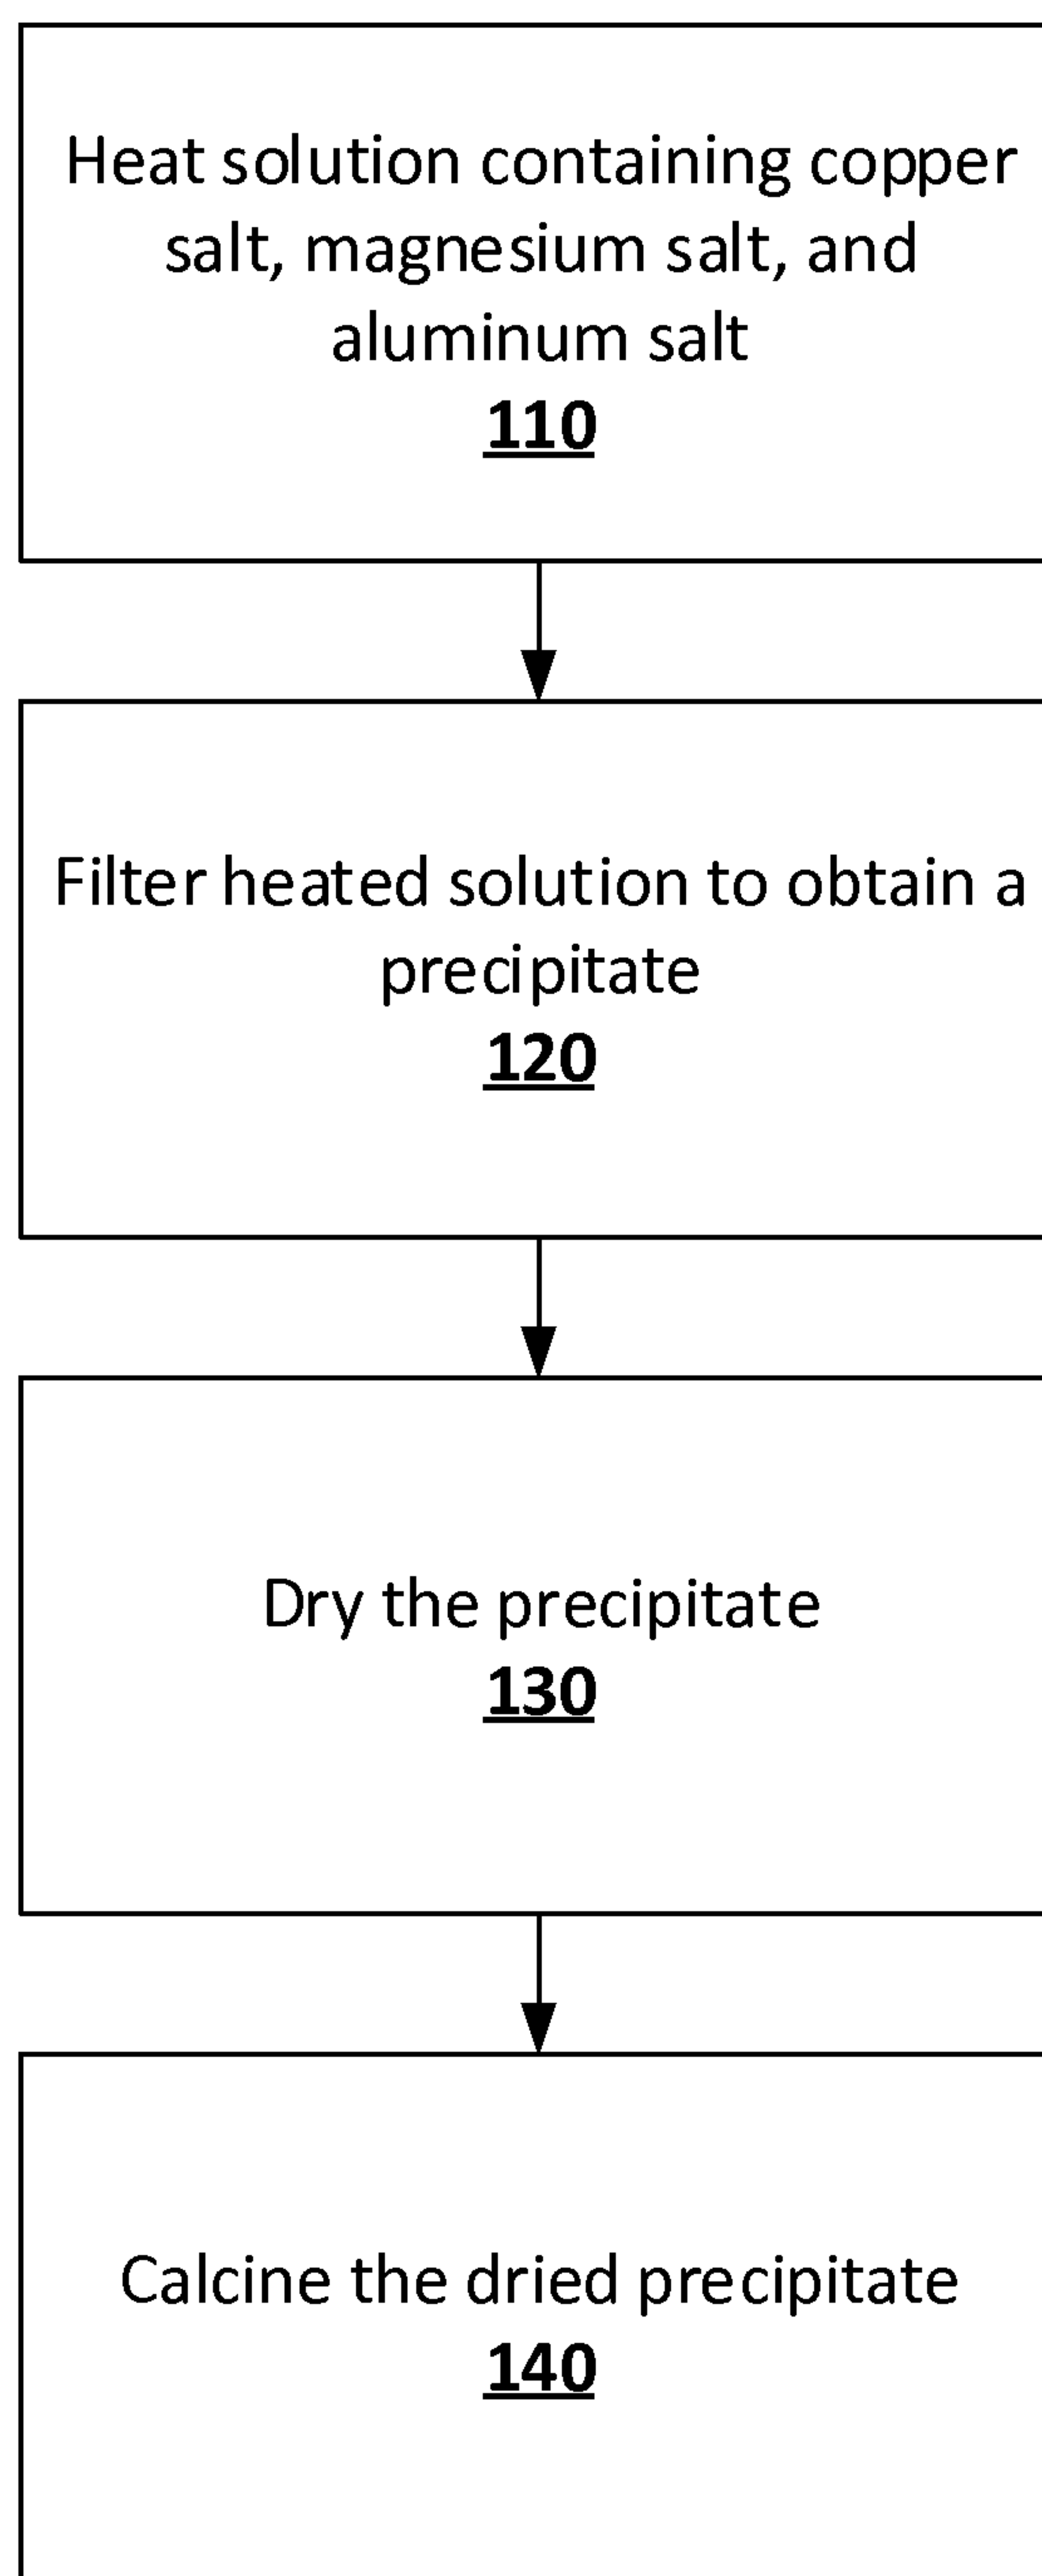 Heat solution containing copper
salt, magnesium salt, and
aluminum salt
110
Filter heated solution to obtain a
precipitate
120
Dry the precipitate
130
Calcine the dried precipitate
140